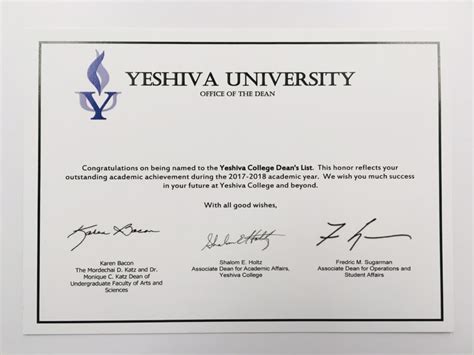 YESHIVA UNIVERSITY
OFFICE OF THE DEAN
Congratulations on being named to the Yeshiva College Dean's List. This honor reflects your
outstanding academic achievement during the 2017-2018 academic year. We wish you much success
in your future at Yeshiva College and beyond.
With all good wishes,
Karen Bacon
Shalom E Holtz
Karen Bacon
The Mordechai D. Katz and Dr.
Monique C. Katz Dean of
Undergraduate Faculty of Arts and
Sciences
Shalom E. Holtz
Associate Dean for Academic Affairs,
Yeshiva College
Fredric M. Sugarman
Associate Dean for Operations and
Student Affairs